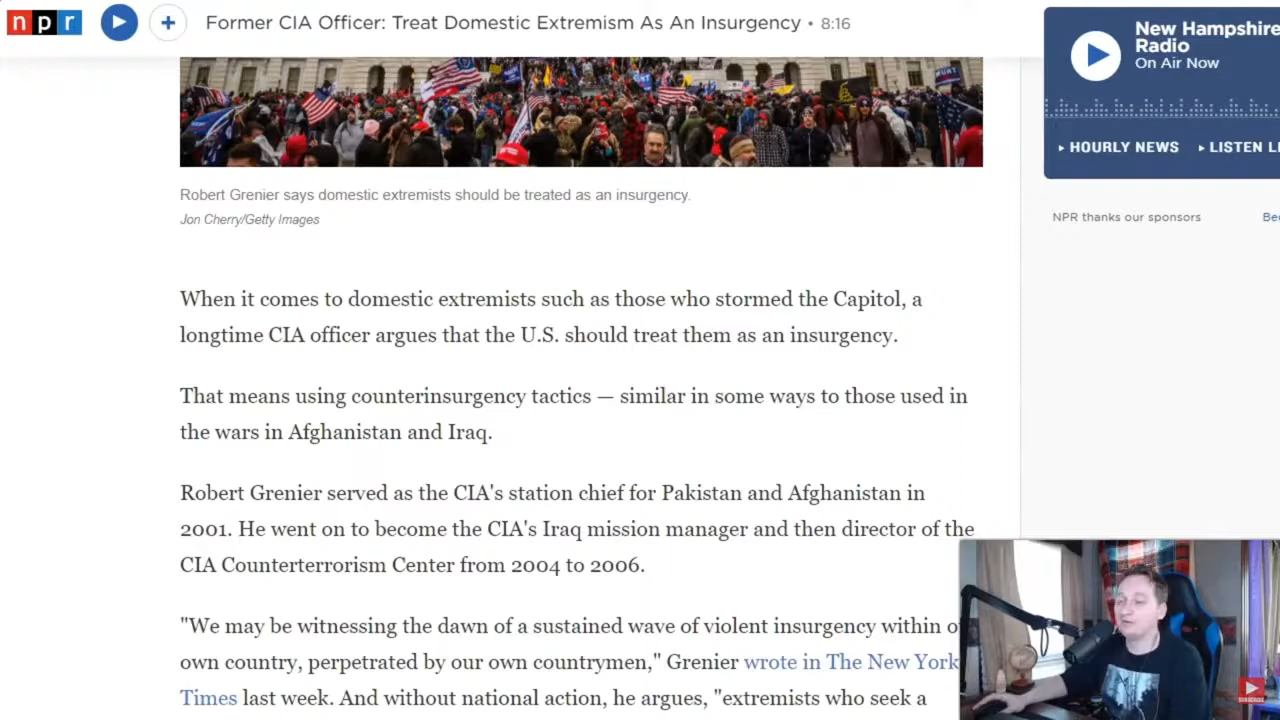 npr
Former CIA Officer: Treat Domestic Extremism As An Insurgency • 8:16
New Hampshire
Radio
On Air Now
HOURLY NEWS
LISTEN LI
NPR thanks our sponsors
Be
Robert Grenier says domestic extremists should be treated as an insurgency.
Jon Cherry/Getty Images
When it comes to domestic extremists such as those who stormed the Capitol, a
longtime CIA officer argues that the U.S. should treat them as an insurgency.
That means using counterinsurgency tactics — similar in some ways to those used in
the wars in Afghanistan and Iraq.
Robert Grenier served as the CIA's station chief for Pakistan and Afghanistan in
2001. He went on to become the CIA's Iraq mission manager and then director of the
CIA Counterterrorism Center from 2004 to 2006.
"We may be witnessing the dawn of a sustained wave of violent insurgency within o
own country, perpetrated by our own countrymen," Grenier wrote in The New York
Times last week. And without national action, he argues, "extremists who seek a
SUBSCRIBE